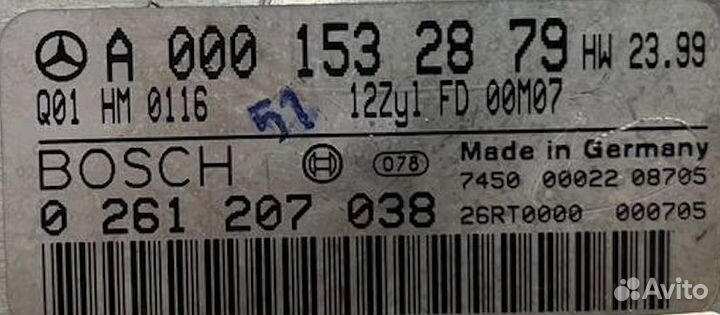 A 000 153 28 79 HW 23.99
Q01 HM 0116 12Zyl FD 00M07
51
BOSCH 078 Made in Germany
7450 00022 08705
0 261 207 038 26RT0000 000705
Avito